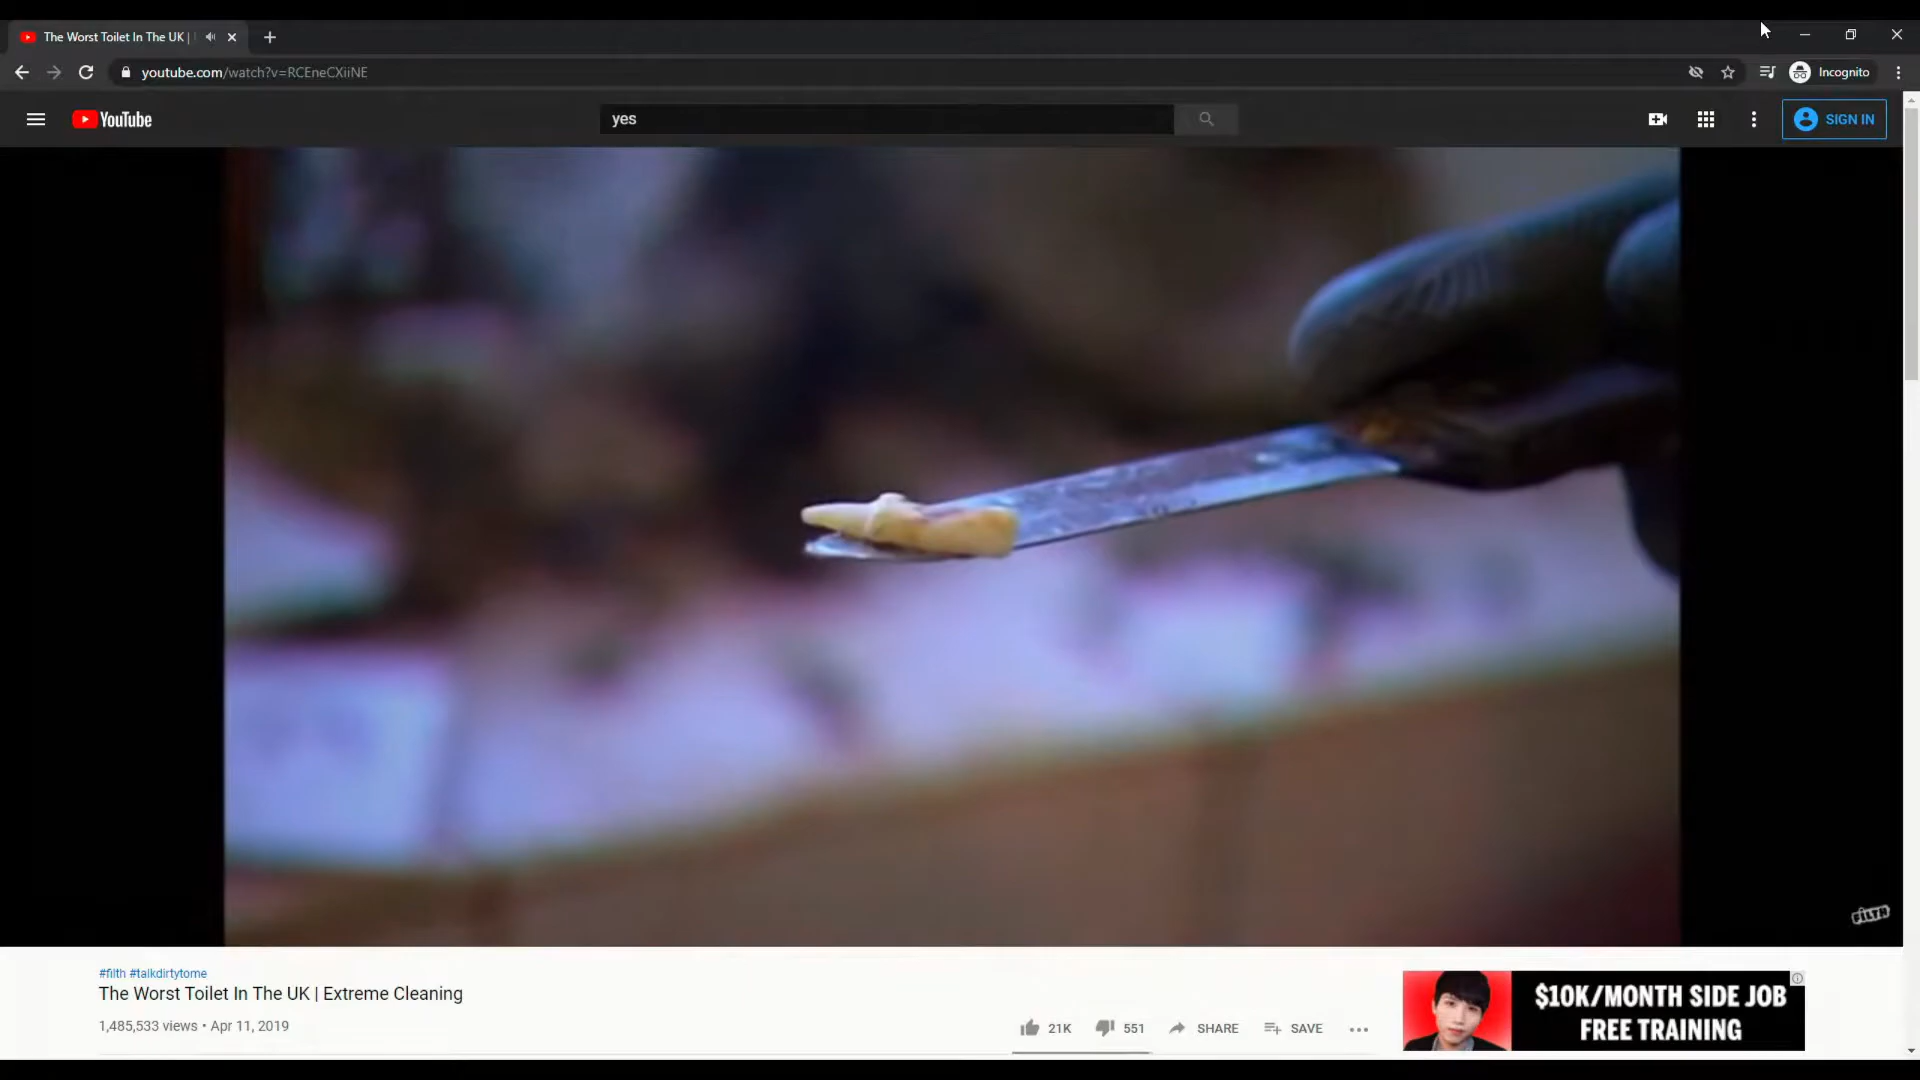 The Worst Toilet In The UK |
youtube.com/watch?v=RCEneCXiiNE
Incognito
YouTube
yes
SIGN IN
FILTH
#filth #talkdirtytome
The Worst Toilet In The UK | Extreme Cleaning
1,485,533 views • Apr 11, 2019
21K
551
SHARE
SAVE
$10K/MONTH SIDE JOB
FREE TRAINING